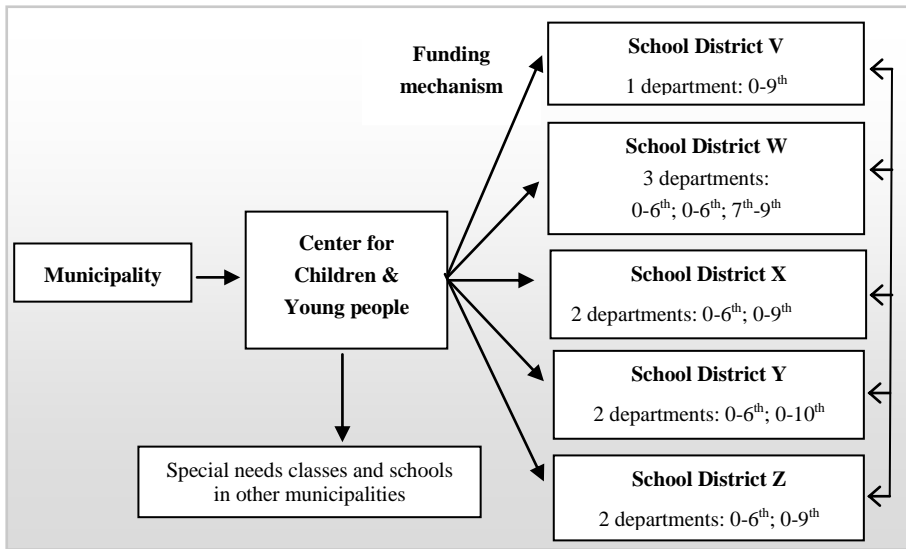 Funding
mechanism
School District V
1 department: 0-9th
School District W
3 departments:
0-6th; 0-6th; 7th-9th
Municipality
Center for
Children &
Young people
School District X
2 departments: 0-6th; 0-9th
School District Y
2 departments: 0-6th; 0-10th
Special needs classes and schools
in other municipalities
School District Z
2 departments: 0-6th; 0-9th